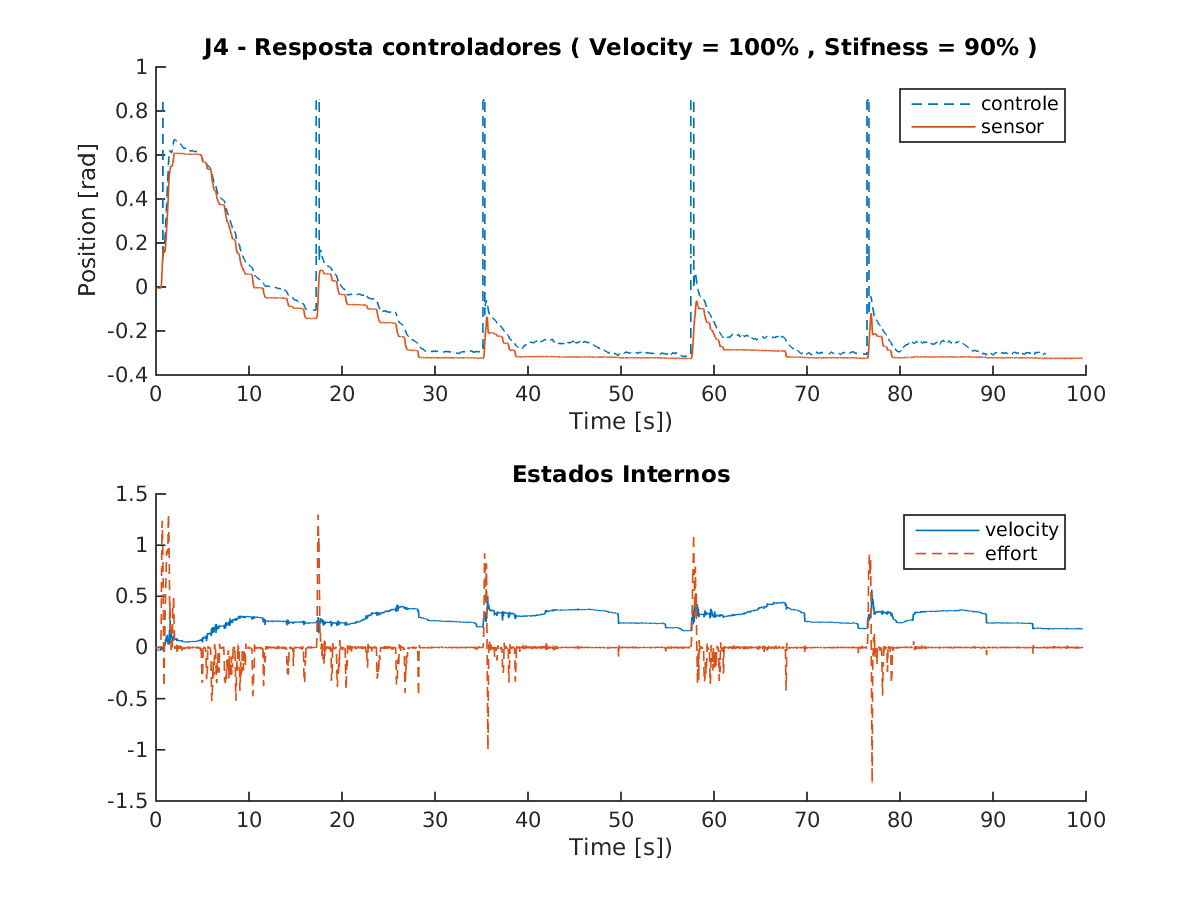 J4 - Resposta controladores ( Velocity = 100% , Stifness = 90% )
1
0.8
0.6
0.4
0.2
0
-0.2
-0.4
Position [rad]
controle
sensor
0 10 20 30 40 50 60 70 80 90 100
Time [s])
Estados Internos
1.5
1
0.5
0
-0.5
-1
-1.5
velocity
effort
0 10 20 30 40 50 60 70 80 90 100
Time [s])